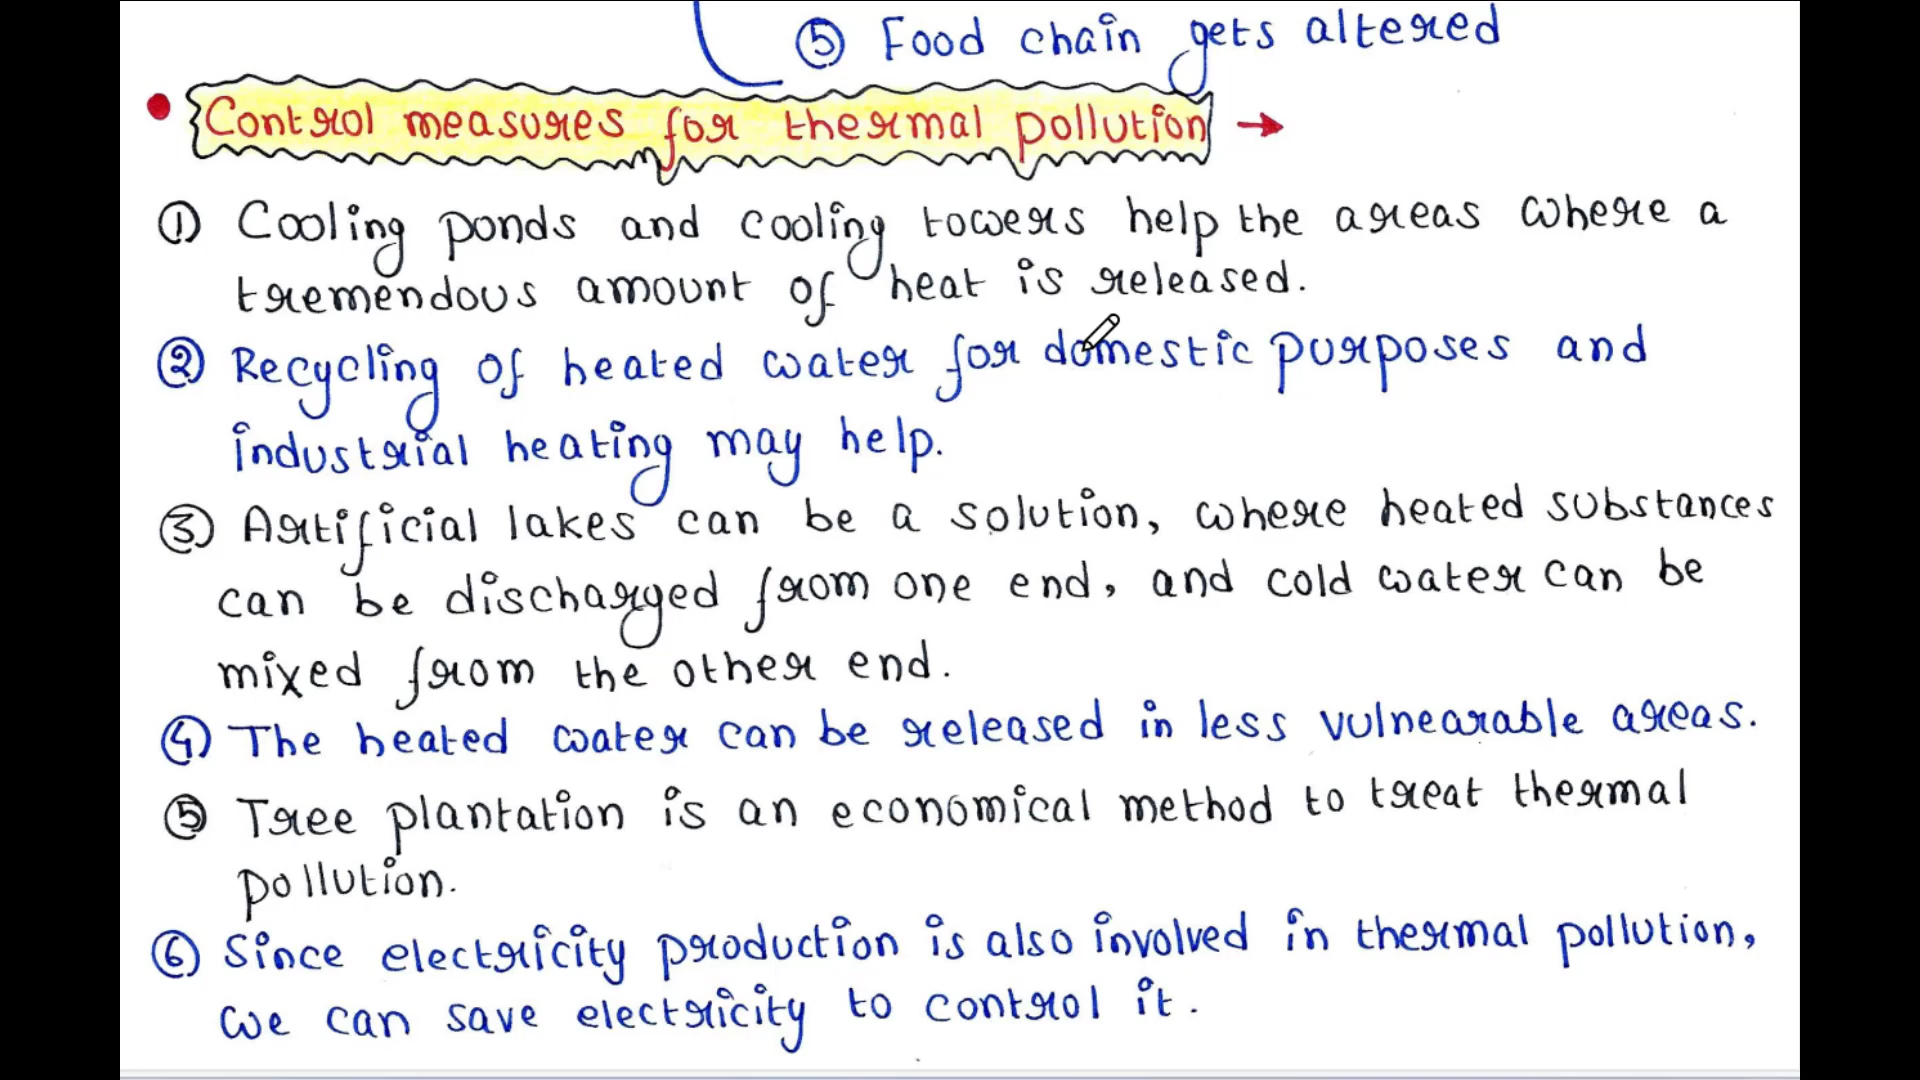 ⑤ Food chain gets altered
• Control measures for thermal pollution →
① Cooling ponds and cooling towers help the areas where a
tremendous amount of heat is released.
② Recycling of heated water for domestic purposes and
industrial heating may help.
③ Artificial lakes can be a solution, where heated substances
can be discharged from one end, and cold water can be
mixed from the other end.
④ The heated water can be released in less vulnearable areas.
⑤ Tree plantation is an economical method to treat thermal
pollution.
⑥ Since electricity production is also involved in thermal pollution,
we can save electricity to control it.